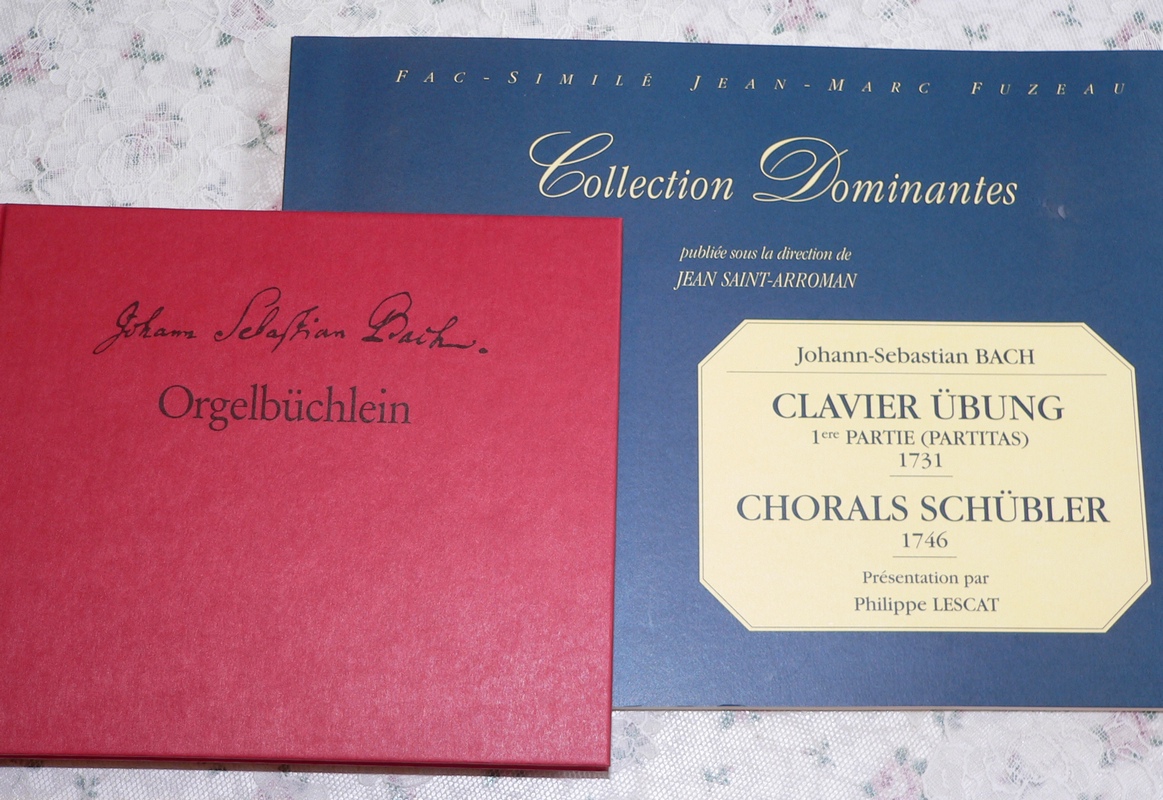 FAC-SIMILÉ JEAN-MARC FUZEAU
Collection Dominantes
publiée sous la direction de
JEAN SAINT-ARROMAN
Johann-Sebastian BACH
CLAVIER ÜBUNG
1ere PARTIE (PARTITAS)
1731
CHORALS SCHÜBLER
1746
Présentation par
Philippe LESCAT
Johann Sebastian Bach.
Orgelbüchlein